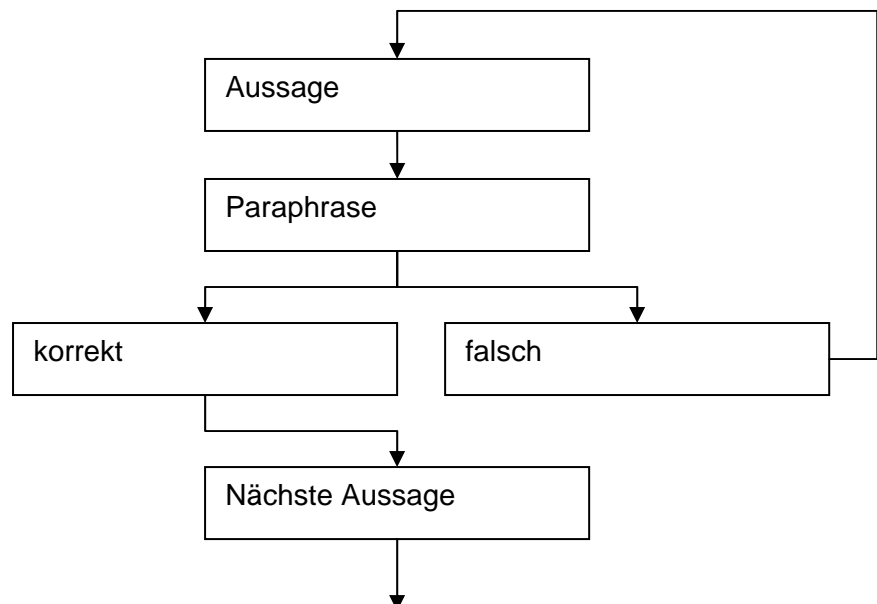 Aussage
Paraphrase
korrekt
falsch
Nächste Aussage